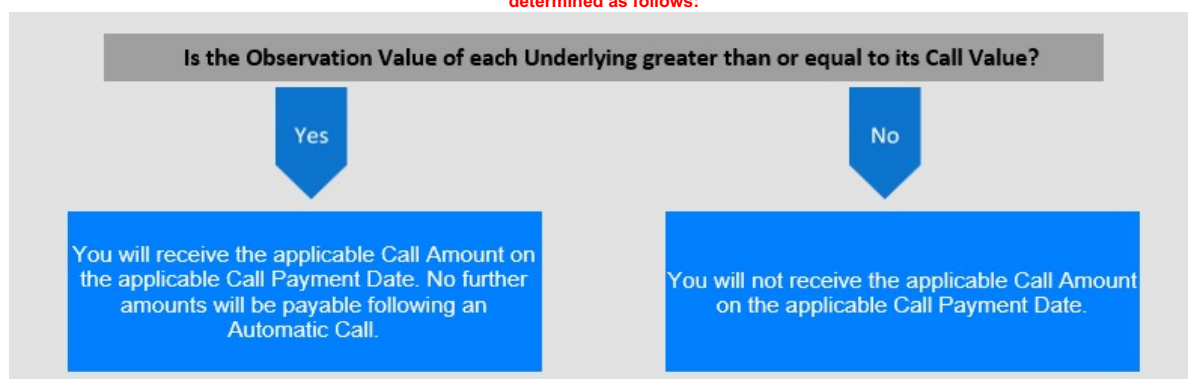 determined as follows:
Is the Observation Value of each Underlying greater than or equal to its Call Value?
Yes
No
You will receive the applicable Call Amount on
the applicable Call Payment Date. No further
amounts will be payable following an
Automatic Call.
You will not receive the applicable Call Amount
on the applicable Call Payment Date.